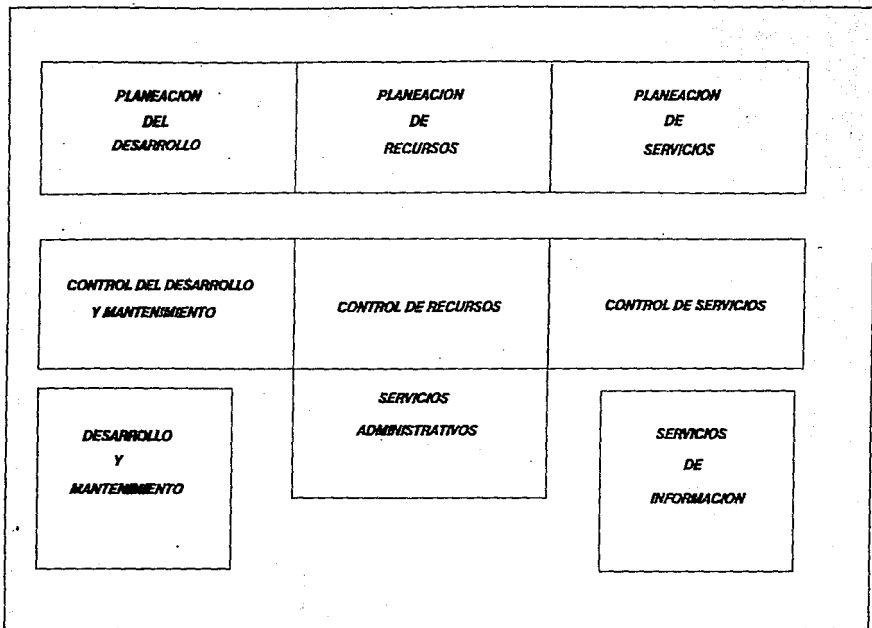 PLANEACION
DEL
DESARROLLO
PLANEACION
DE
RECURSOS
PLANEACION
DE
SERVICIOS
CONTROL DEL DESARROLLO
Y MANTENIMIENTO
CONTROL DE RECURSOS
CONTROL DE SERVICIOS
DESARROLLO
Y
MANTENIMIENTO
SERVICIOS
ADMINISTRATIVOS
SERVICIOS
DE
INFORMACION